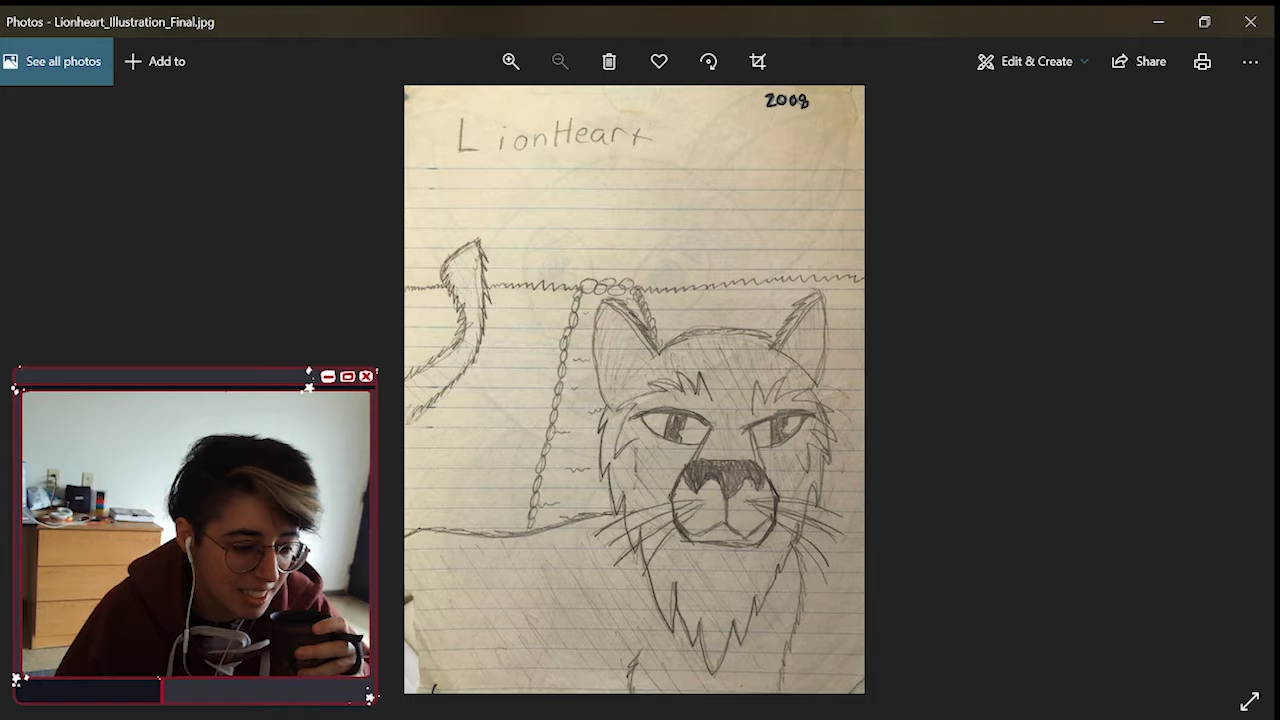 Photos - Lionheart_Illustration_Final.jpg
See all photos
Add to
Edit & Create
Share
2008
LionHeart